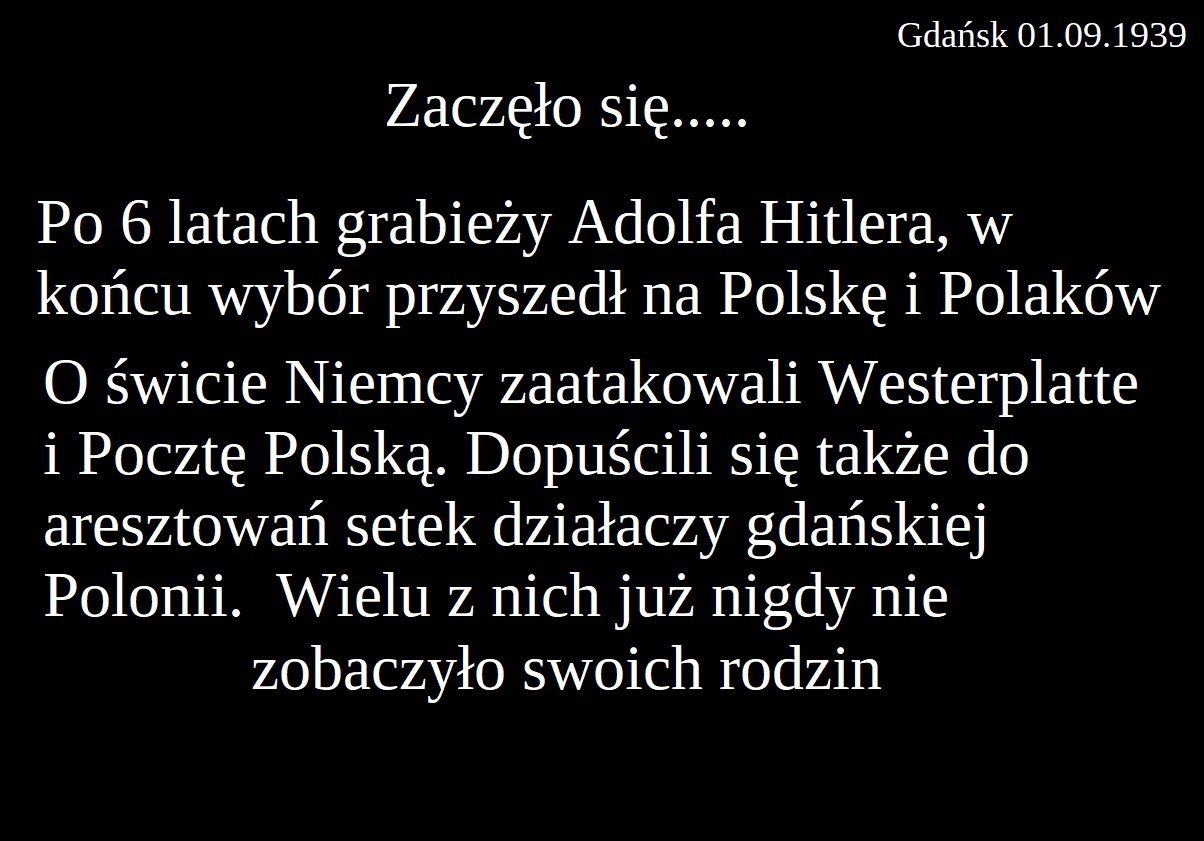 Gdańsk 01.09.1939
Zaczęło się.....
Po 6 latach grabieży Adolfa Hitlera, w
końcu wybór przyszedł na Polskę i Polaków
O świcie Niemcy zaatakowali Westerplatte
i Pocztę Polską. Dopuścili się także do
aresztowań setek działaczy gdańskiej
Polonii.  Wielu z nich już nigdy nie
zobaczyło swoich rodzin